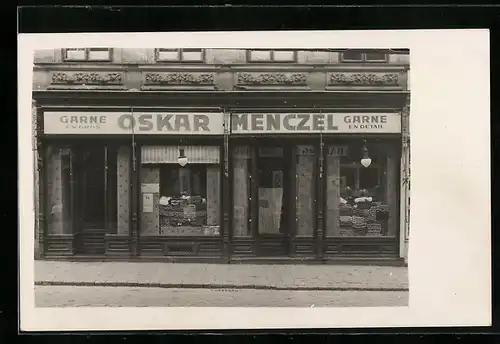 GARNE
EN GROS
OSKAR MENCZEL
GARNE
EN DETAIL